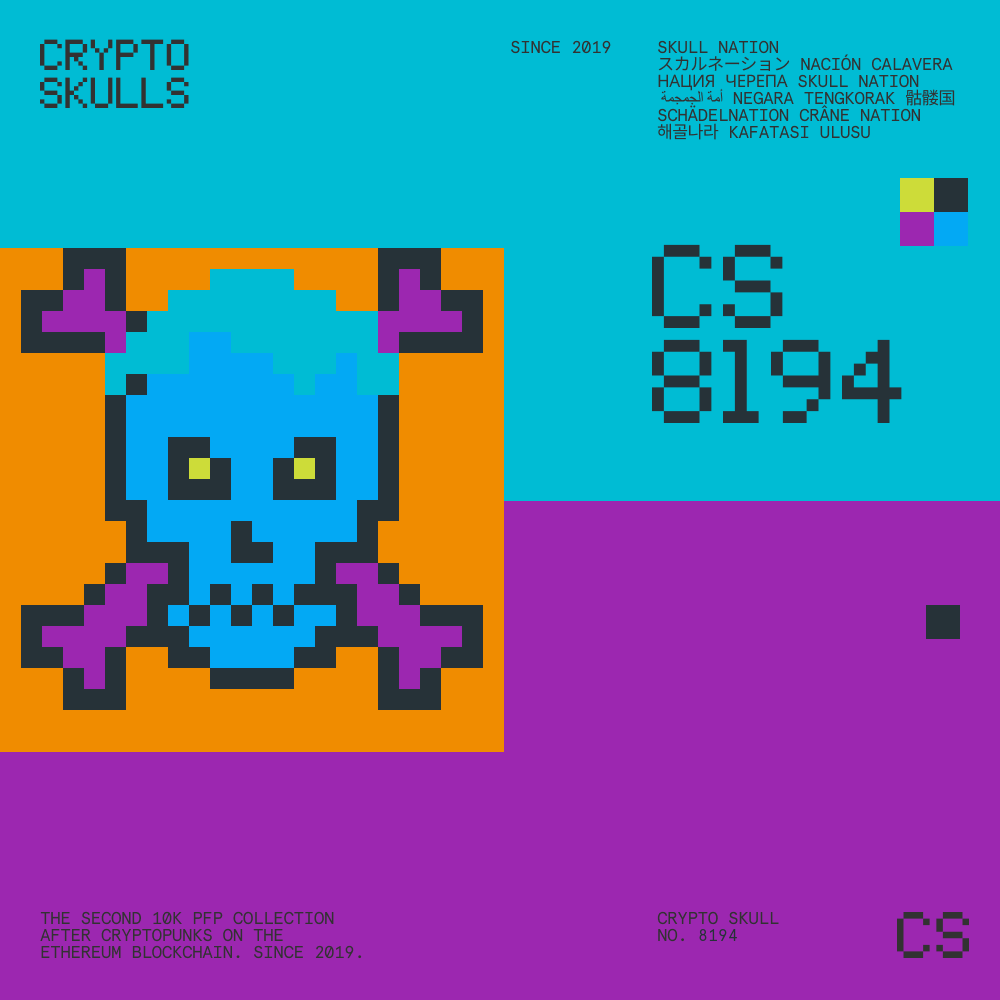 CRYPTO
SKULLS
SINCE 2019
SKULL NATION
スカルネーション NACIÓN CALAVERA
НАЦИЯ ЧЕРЕПА SKULL NATION
أمة الجمجمة NEGARA TENGKORAK 骷髅国
SCHÄDELNATION CRÂNE NATION
해골나라 KAFATASI ULUSU
CS
8194
THE SECOND 10K PFP COLLECTION
AFTER CRYPTOPUNKS ON THE
ETHEREUM BLOCKCHAIN. SINCE 2019.
CRYPTO SKULL
NO. 8194
CS